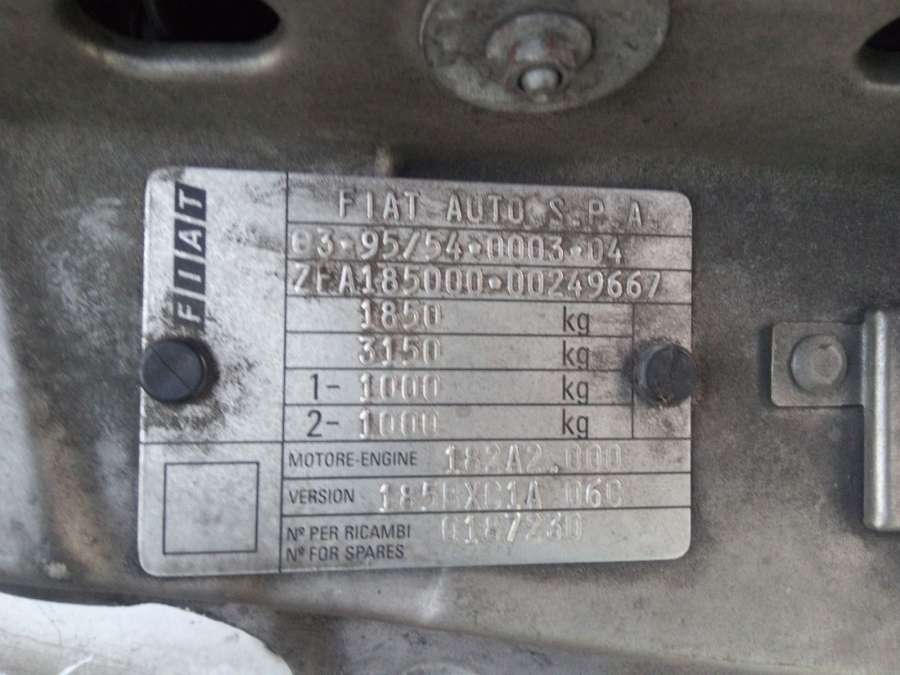 FIAT
FIAT AUTO S.P.A.
e3*95/54*0003*04
ZFA185000*00249667
1850 kg
3150 kg
1- 1000 kg
2- 1000 kg
MOTORE-ENGINE 182A2.000
VERSION 185BXC1A 06C
Nº PER RICAMBI
Nº FOR SPARES